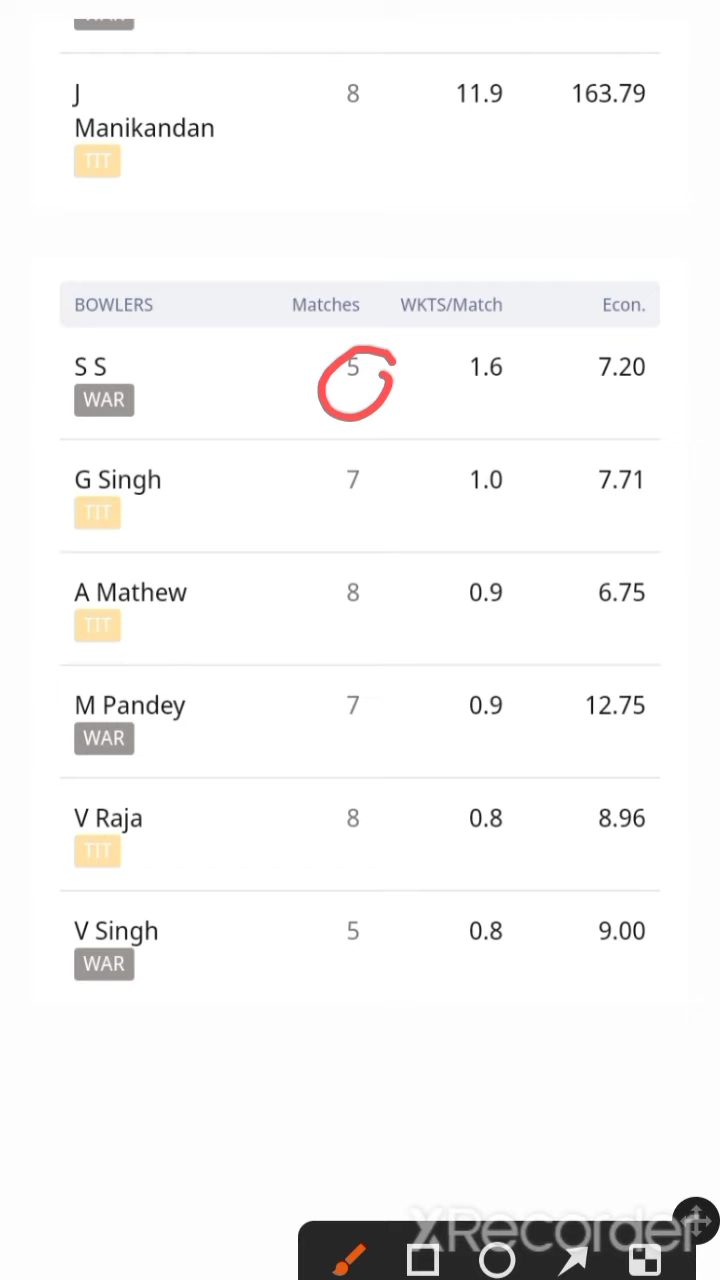 J 8 11.9 163.79
Manikandan
TIT
BOWLERS Matches WKTS/Match Econ.
S S 5 1.6 7.20
WAR
G Singh 7 1.0 7.71
TIT
A Mathew 8 0.9 6.75
TIT
M Pandey 7 0.9 12.75
WAR
V Raja 8 0.8 8.96
TIT
V Singh 5 0.8 9.00
WAR
XRecorder